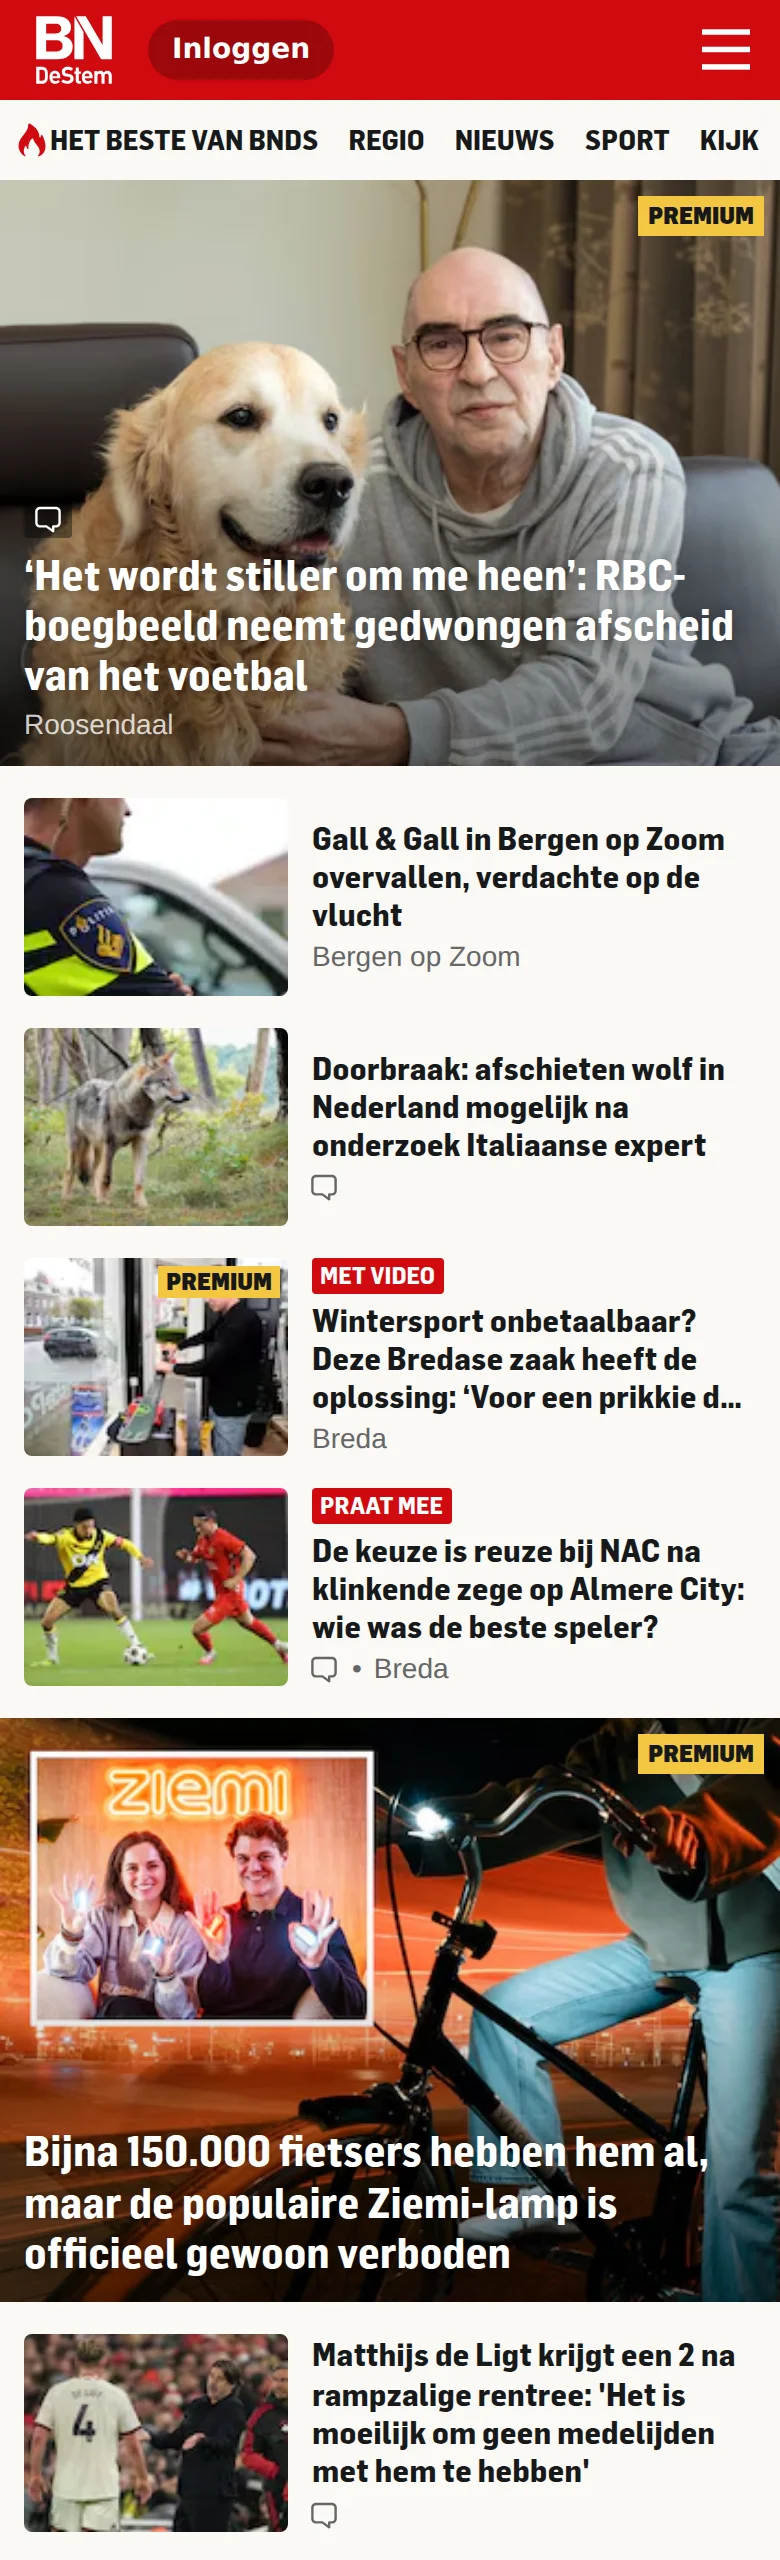 BN
DeStem
Inloggen
HET BESTE VAN BNDS REGIO NIEUWS SPORT KIJK
PREMIUM
‘Het wordt stiller om me heen’: RBC-
boegbeeld neemt gedwongen afscheid
van het voetbal
Roosendaal
POLITIE
Gall & Gall in Bergen op Zoom
overvallen, verdachte op de
vlucht
Bergen op Zoom
Doorbraak: afschieten wolf in
Nederland mogelijk na
onderzoek Italiaanse expert
PREMIUM
MET VIDEO
Wintersport onbetaalbaar?
Deze Bredase zaak heeft de
oplossing: ‘Voor een prikkie d...
Breda
PRAAT MEE
De keuze is reuze bij NAC na
klinkende zege op Almere City:
wie was de beste speler?
• Breda
PREMIUM
ziemi
Bijna 150.000 fietsers hebben hem al,
maar de populaire Ziemi-lamp is
officieel gewoon verboden
4
Matthijs de Ligt krijgt een 2 na
rampzalige rentree: 'Het is
moeilijk om geen medelijden
met hem te hebben'